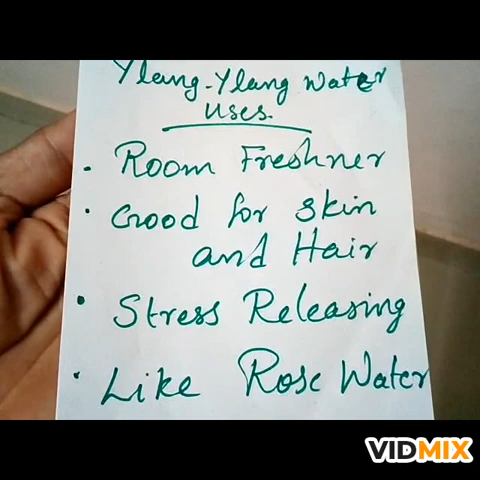 Ylang-Ylang Water
Uses.
• Room Freshner
• Good for skin
and Hair
• Stress Releasing
• Like Rose Water
VIDMIX